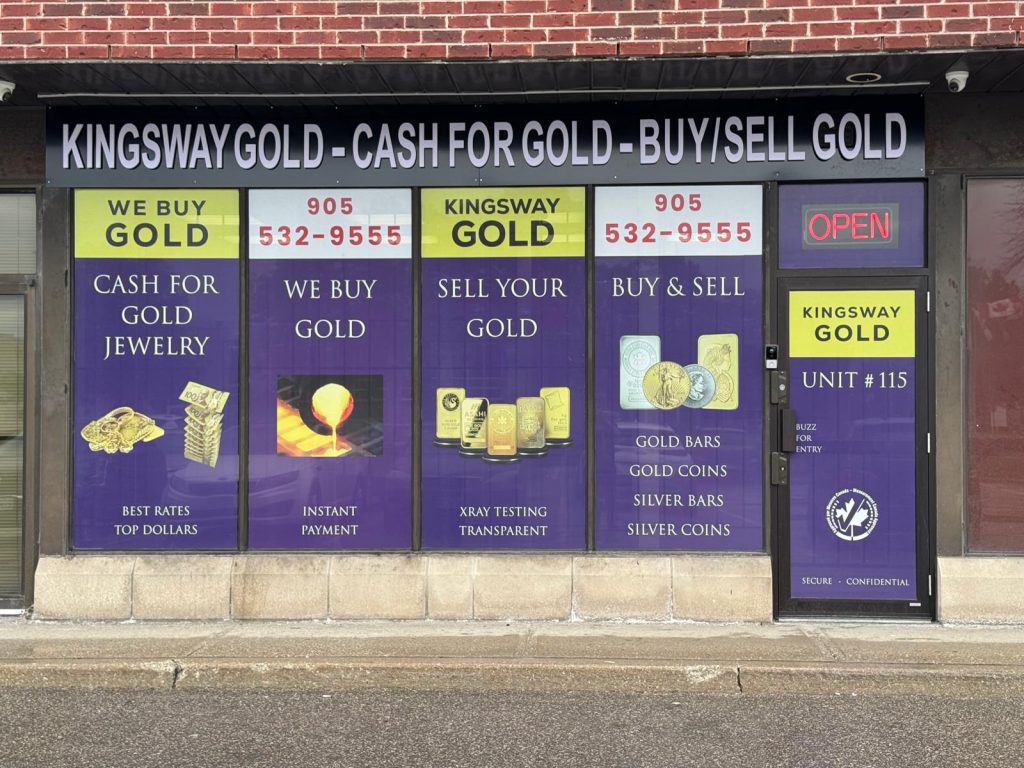 KINGSWAY GOLD - CASH FOR GOLD - BUY/SELL GOLD
WE BUY
GOLD
CASH FOR
GOLD
JEWELRY
BEST RATES
TOP DOLLARS
905
532-9555
WE BUY
GOLD
INSTANT
PAYMENT
KINGSWAY
GOLD
SELL YOUR
GOLD
XRAY TESTING
TRANSPARENT
905
532-9555
BUY & SELL
GOLD BARS
GOLD COINS
SILVER BARS
SILVER COINS
OPEN
KINGSWAY
GOLD
UNIT # 115
BUZZ
FOR
ENTRY
SECURE - CONFIDENTIAL